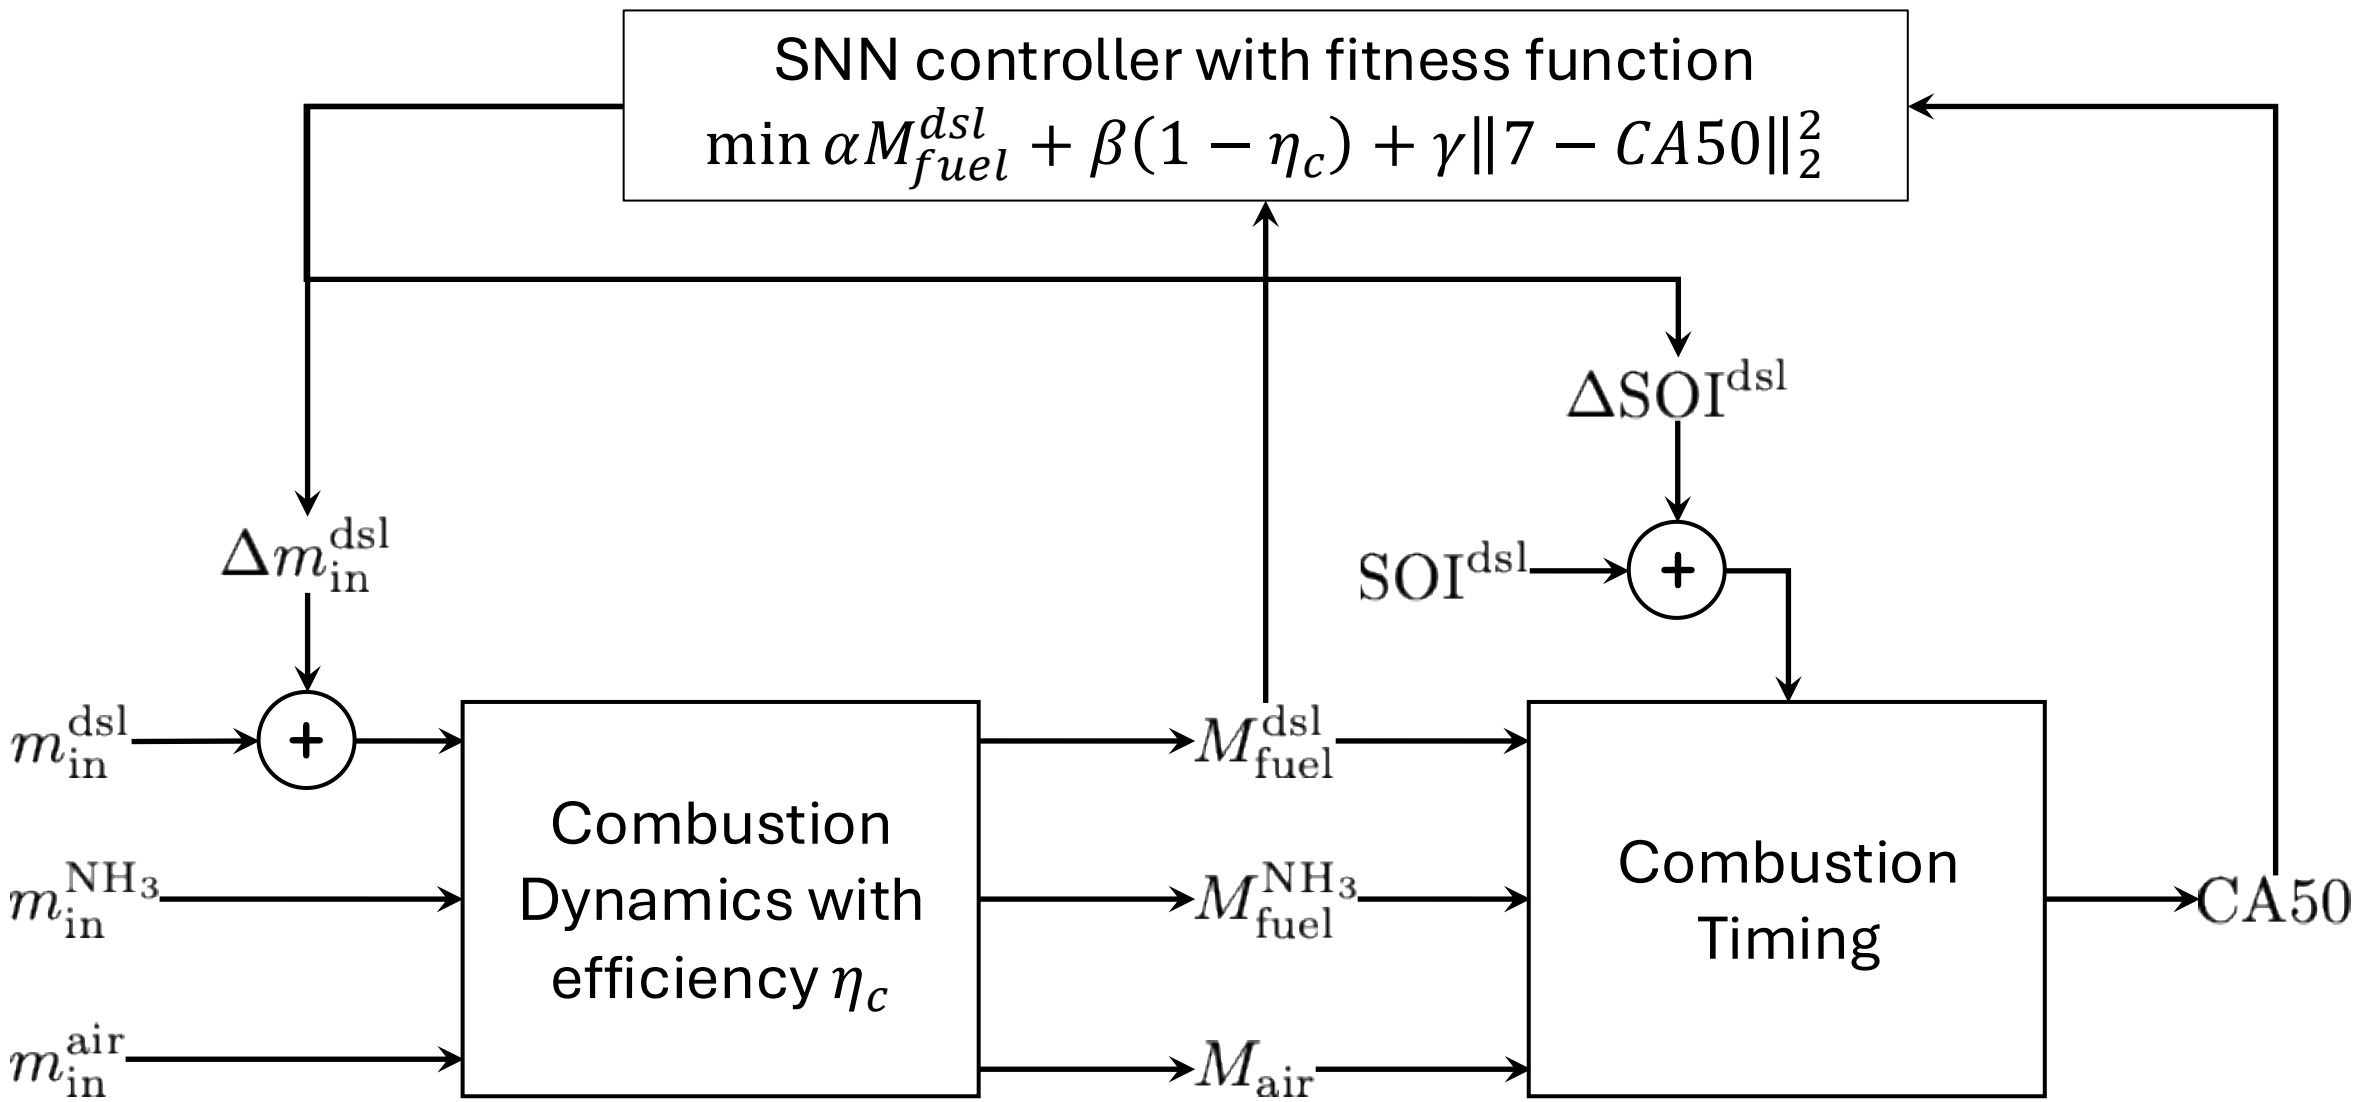 SNN controller with fitness function
min αM_{fuel}^{dsl} + β(1 − η_c) + γ‖7 − CA50‖_2^2
ΔSOI^{dsl}
Δm_{in}^{dsl}
SOI^{dsl}
+
m_{in}^{dsl}
+
M_{fuel}^{dsl}
Combustion
Dynamics with
efficiency η_c
m_{in}^{NH_3}
M_{fuel}^{NH_3}
Combustion
Timing
CA50
m_{in}^{air}
M_{air}